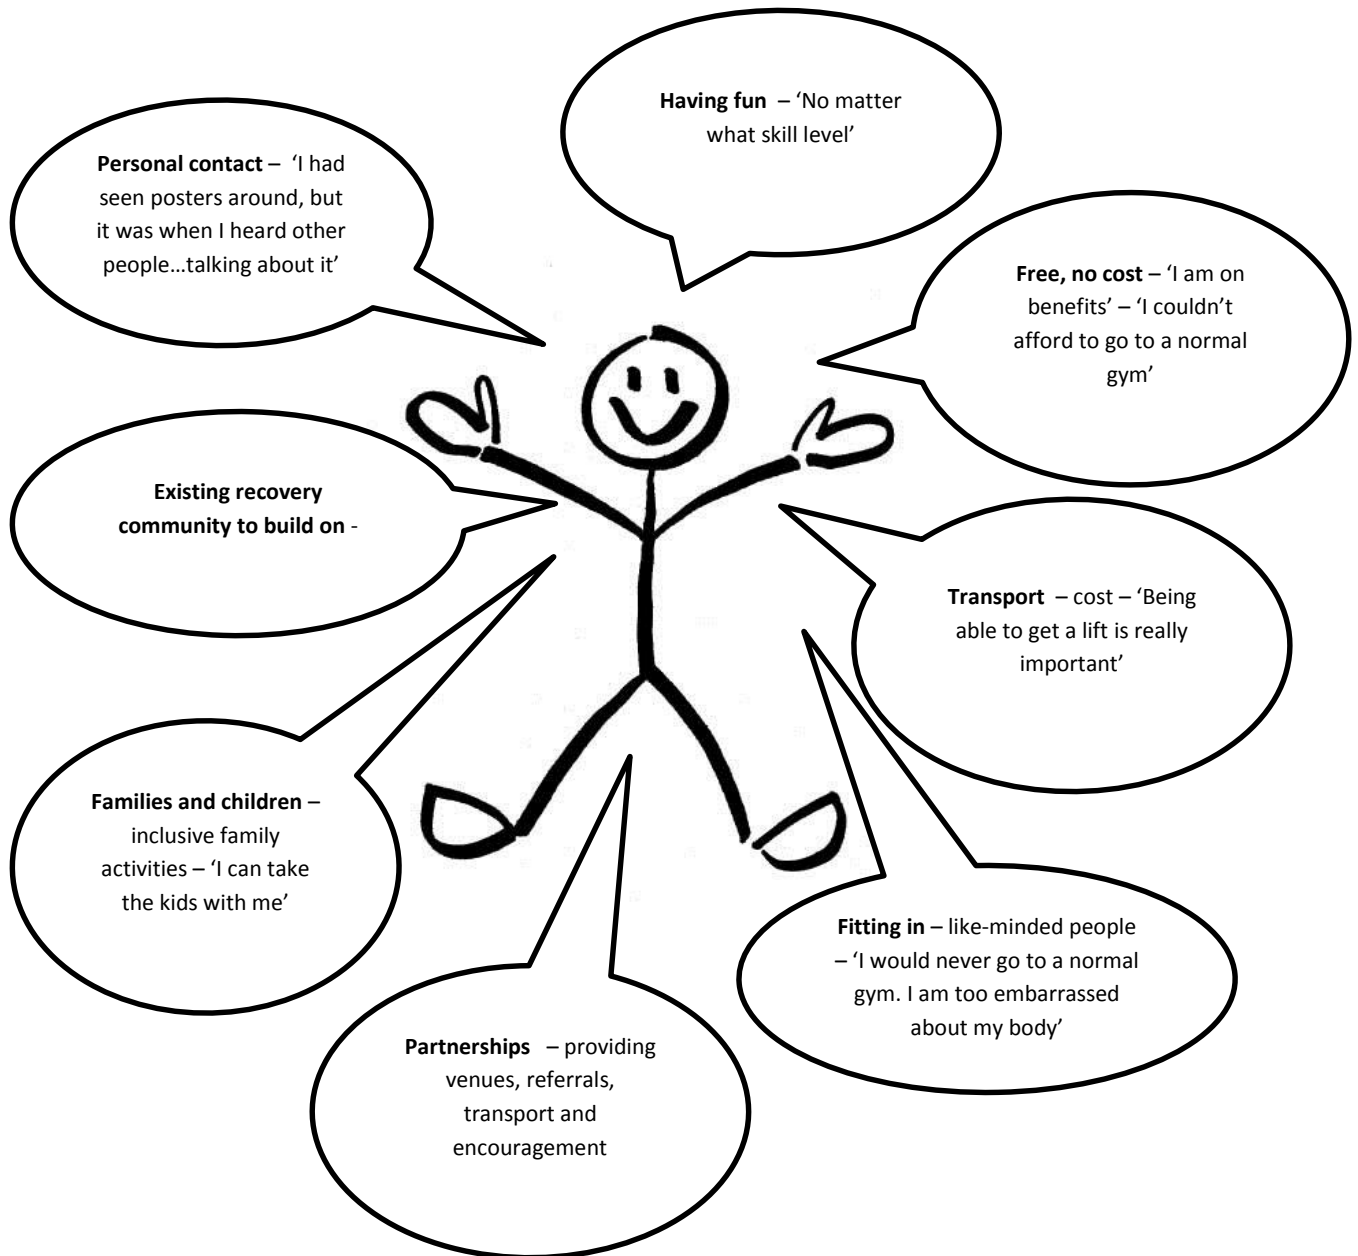 Having fun – ‘No matter
what skill level’
Personal contact – ‘I had
seen posters around, but
it was when I heard other
people…talking about it’
Free, no cost – ‘I am on
benefits’ – ‘I couldn’t
afford to go to a normal
gym’
Existing recovery
community to build on -
Transport – cost – ‘Being
able to get a lift is really
important’
Families and children –
inclusive family
activities – ‘I can take
the kids with me’
Fitting in – like-minded people
– ‘I would never go to a normal
gym. I am too embarrassed
about my body’
Partnerships – providing
venues, referrals,
transport and
encouragement